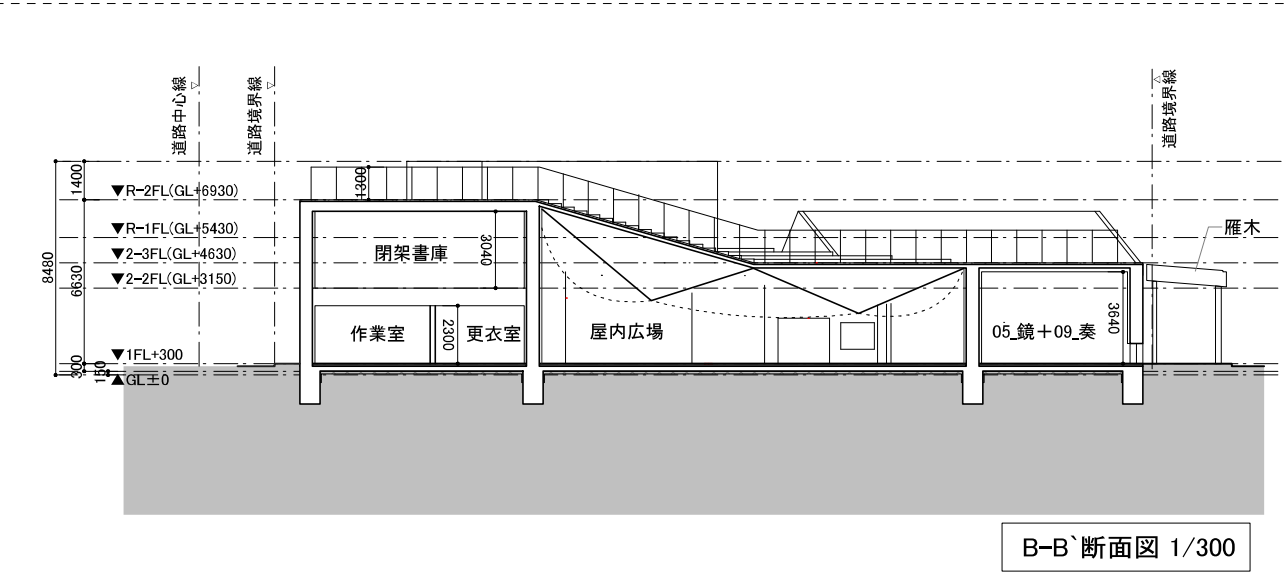 道路中心線
道路境界線
道路境界線
1400
▼R-2FL(GL+6930)
1300
▼R-1FL(GL+5430)
雁木
閉架書庫
3040
▼2-3FL(GL+4630)
8480
6630
▼2-2FL(GL+3150)
作業室
2300
更衣室
屋内広場
05_鏡+09_奏
3640
▼1FL+300
300
150
▲GL±0
B-B`断面図 1/300